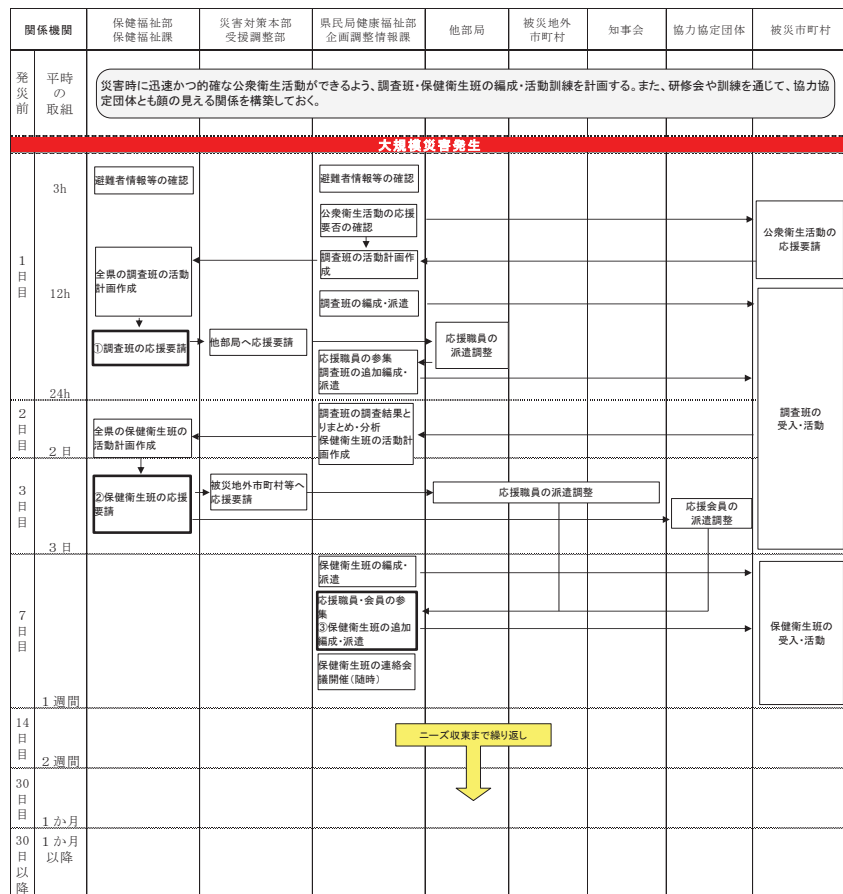 関係機関
保健福祉部
保健福祉課
災害対策本部
受援調整部
県民局健康福祉部
企画調整情報課
他部局
被災地外
市町村
知事会
協力協定団体
被災市町村
発災前
平時
の
取組
災害時に迅速かつ的確な公衆衛生活動ができるよう、調査班・保健衛生班の編成・活動訓練を計画する。また、研修会や訓練を通じて、協力協
定団体とも顔の見える関係を構築しておく。
大規模災害発生
1日目
3h
避難者情報等の確認
避難者情報等の確認
公衆衛生活動の応援
要否の確認
公衆衛生活動の
応援要請
12h
全県の調査班の活動
計画作成
調査班の活動計画作
成
調査班の編成・派遣
①調査班の応援要請
他部局へ応援要請
応援職員の
派遣調整
応援職員の参集
調査班の追加編成・
派遣
24h
調査班の
受入・活動
2日目
2日
全県の保健衛生班の
活動計画作成
調査班の調査結果と
りまとめ・分析
保健衛生班の活動計
画作成
3日目
②保健衛生班の応援
要請
被災地外市町村等へ
応援要請
応援職員の派遣調整
応援会員の
派遣調整
3日
7日目
保健衛生班の編成・
派遣
応援職員・会員の参
集
③保健衛生班の追加
編成・派遣
保健衛生班の連絡会
議開催(随時)
保健衛生班の
受入・活動
1週間
14日目
ニーズ収束まで繰り返し
2週間
30日目
1か月
30日以降
1か月
以降